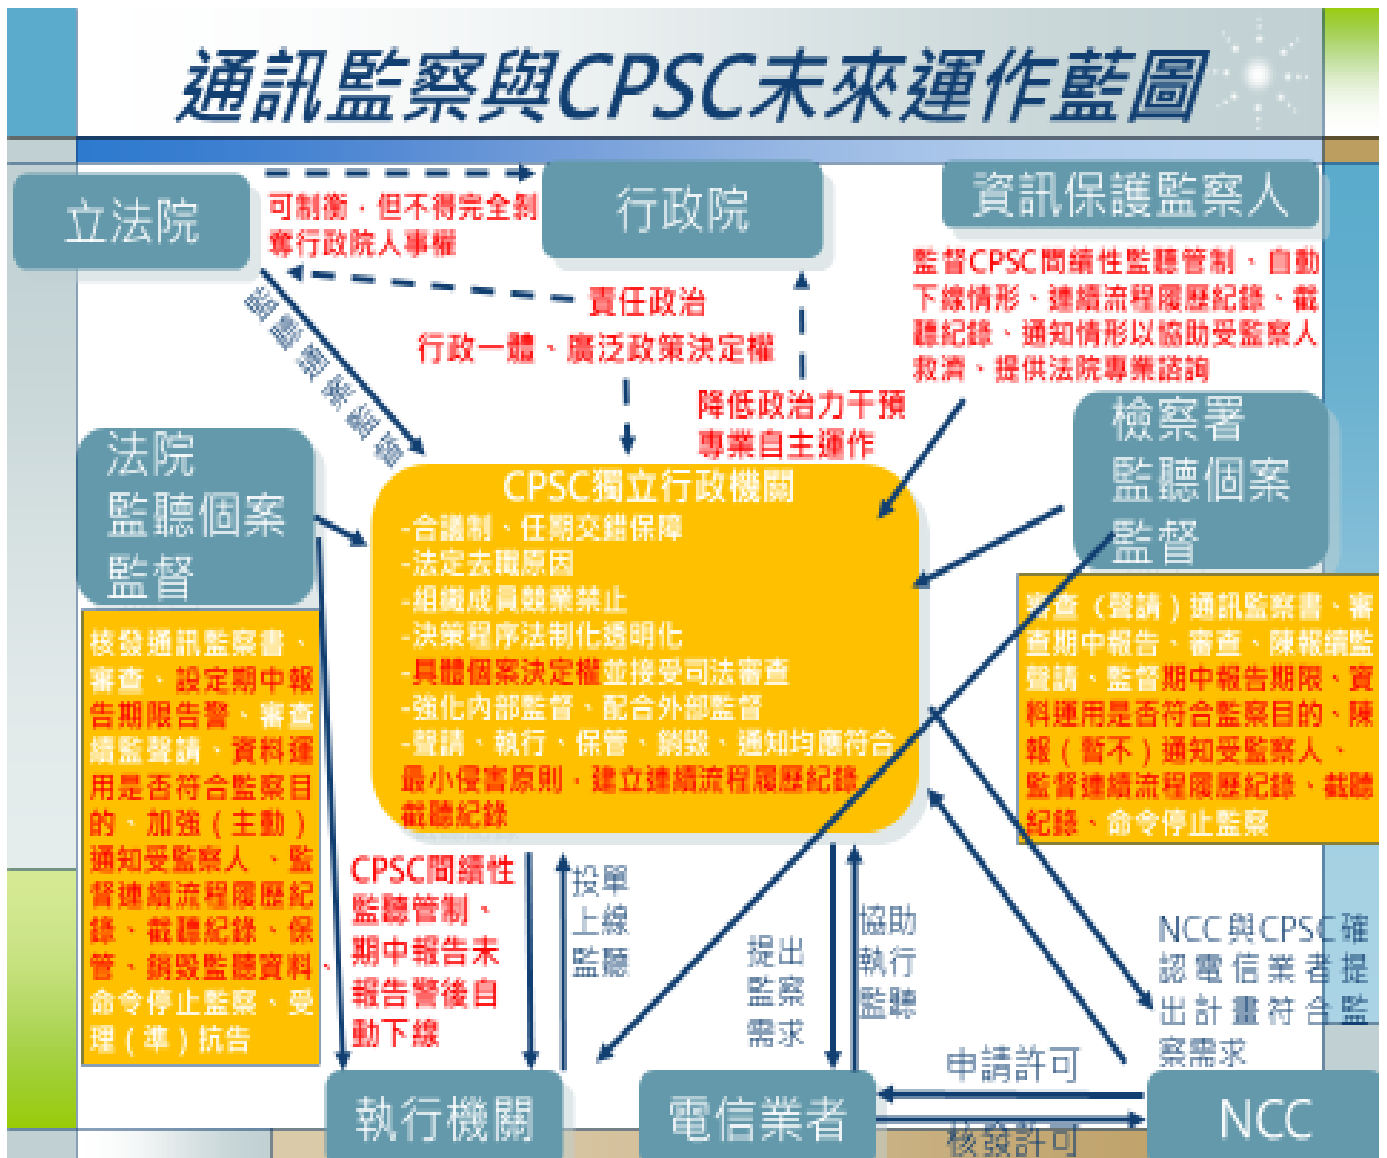 通訊監察與CPSC未來運作藍圖
立法院
可制衡，但不得完全剝
奪行政院人事權
行政院
資訊保護監察人
監督CPSC間續性監聽管制、自動
下線情形、連續流程履歷紀錄、截
聽紀錄、通知情形以協助受監察人
救濟、提供法院專業諮詢
責任政治
行政一體、廣泛政策決定權
降低政治力干預
專業自主運作
法院
監聽個案
監督
檢察署
監聽個案
監督
CPSC獨立行政機關
-合議制、任期交錯保障
-法定去職原因
-組織成員競業禁止
-決策程序法制化透明化
-具體個案決定權並接受司法審查
-強化內部監督、配合外部監督
-聲請、執行、保管、銷毀、通知均應符合
最小侵害原則，建立連續流程履歷紀錄
截聽紀錄
核發通訊監察書、
審查、設定期中報
告期限告警、審查
續監聲請、資料運
用是否符合監察目
的、加強（主動）
通知受監察人、監
督連續流程履歷紀
錄、截聽紀錄、保
管、銷毀監聽資料、
命令停止監察、受
理（準）抗告
審查（聲請）通訊監察書、審
查期中報告、審查、陳報續監
聲請、監督期中報告期限、資
料運用是否符合監察目的、陳
報（暫不）通知受監察人、
監督連續流程履歷紀錄、截聽
紀錄、命令停止監察
CPSC間續性
監聽管制、
期中報告未
報告警後自
動下線
投單
上線
監聽
提出
監察
需求
協助
執行
監聽
NCC與CPSC確
認電信業者提
出計畫符合監
察需求
申請許可
核發許可
執行機關
電信業者
NCC